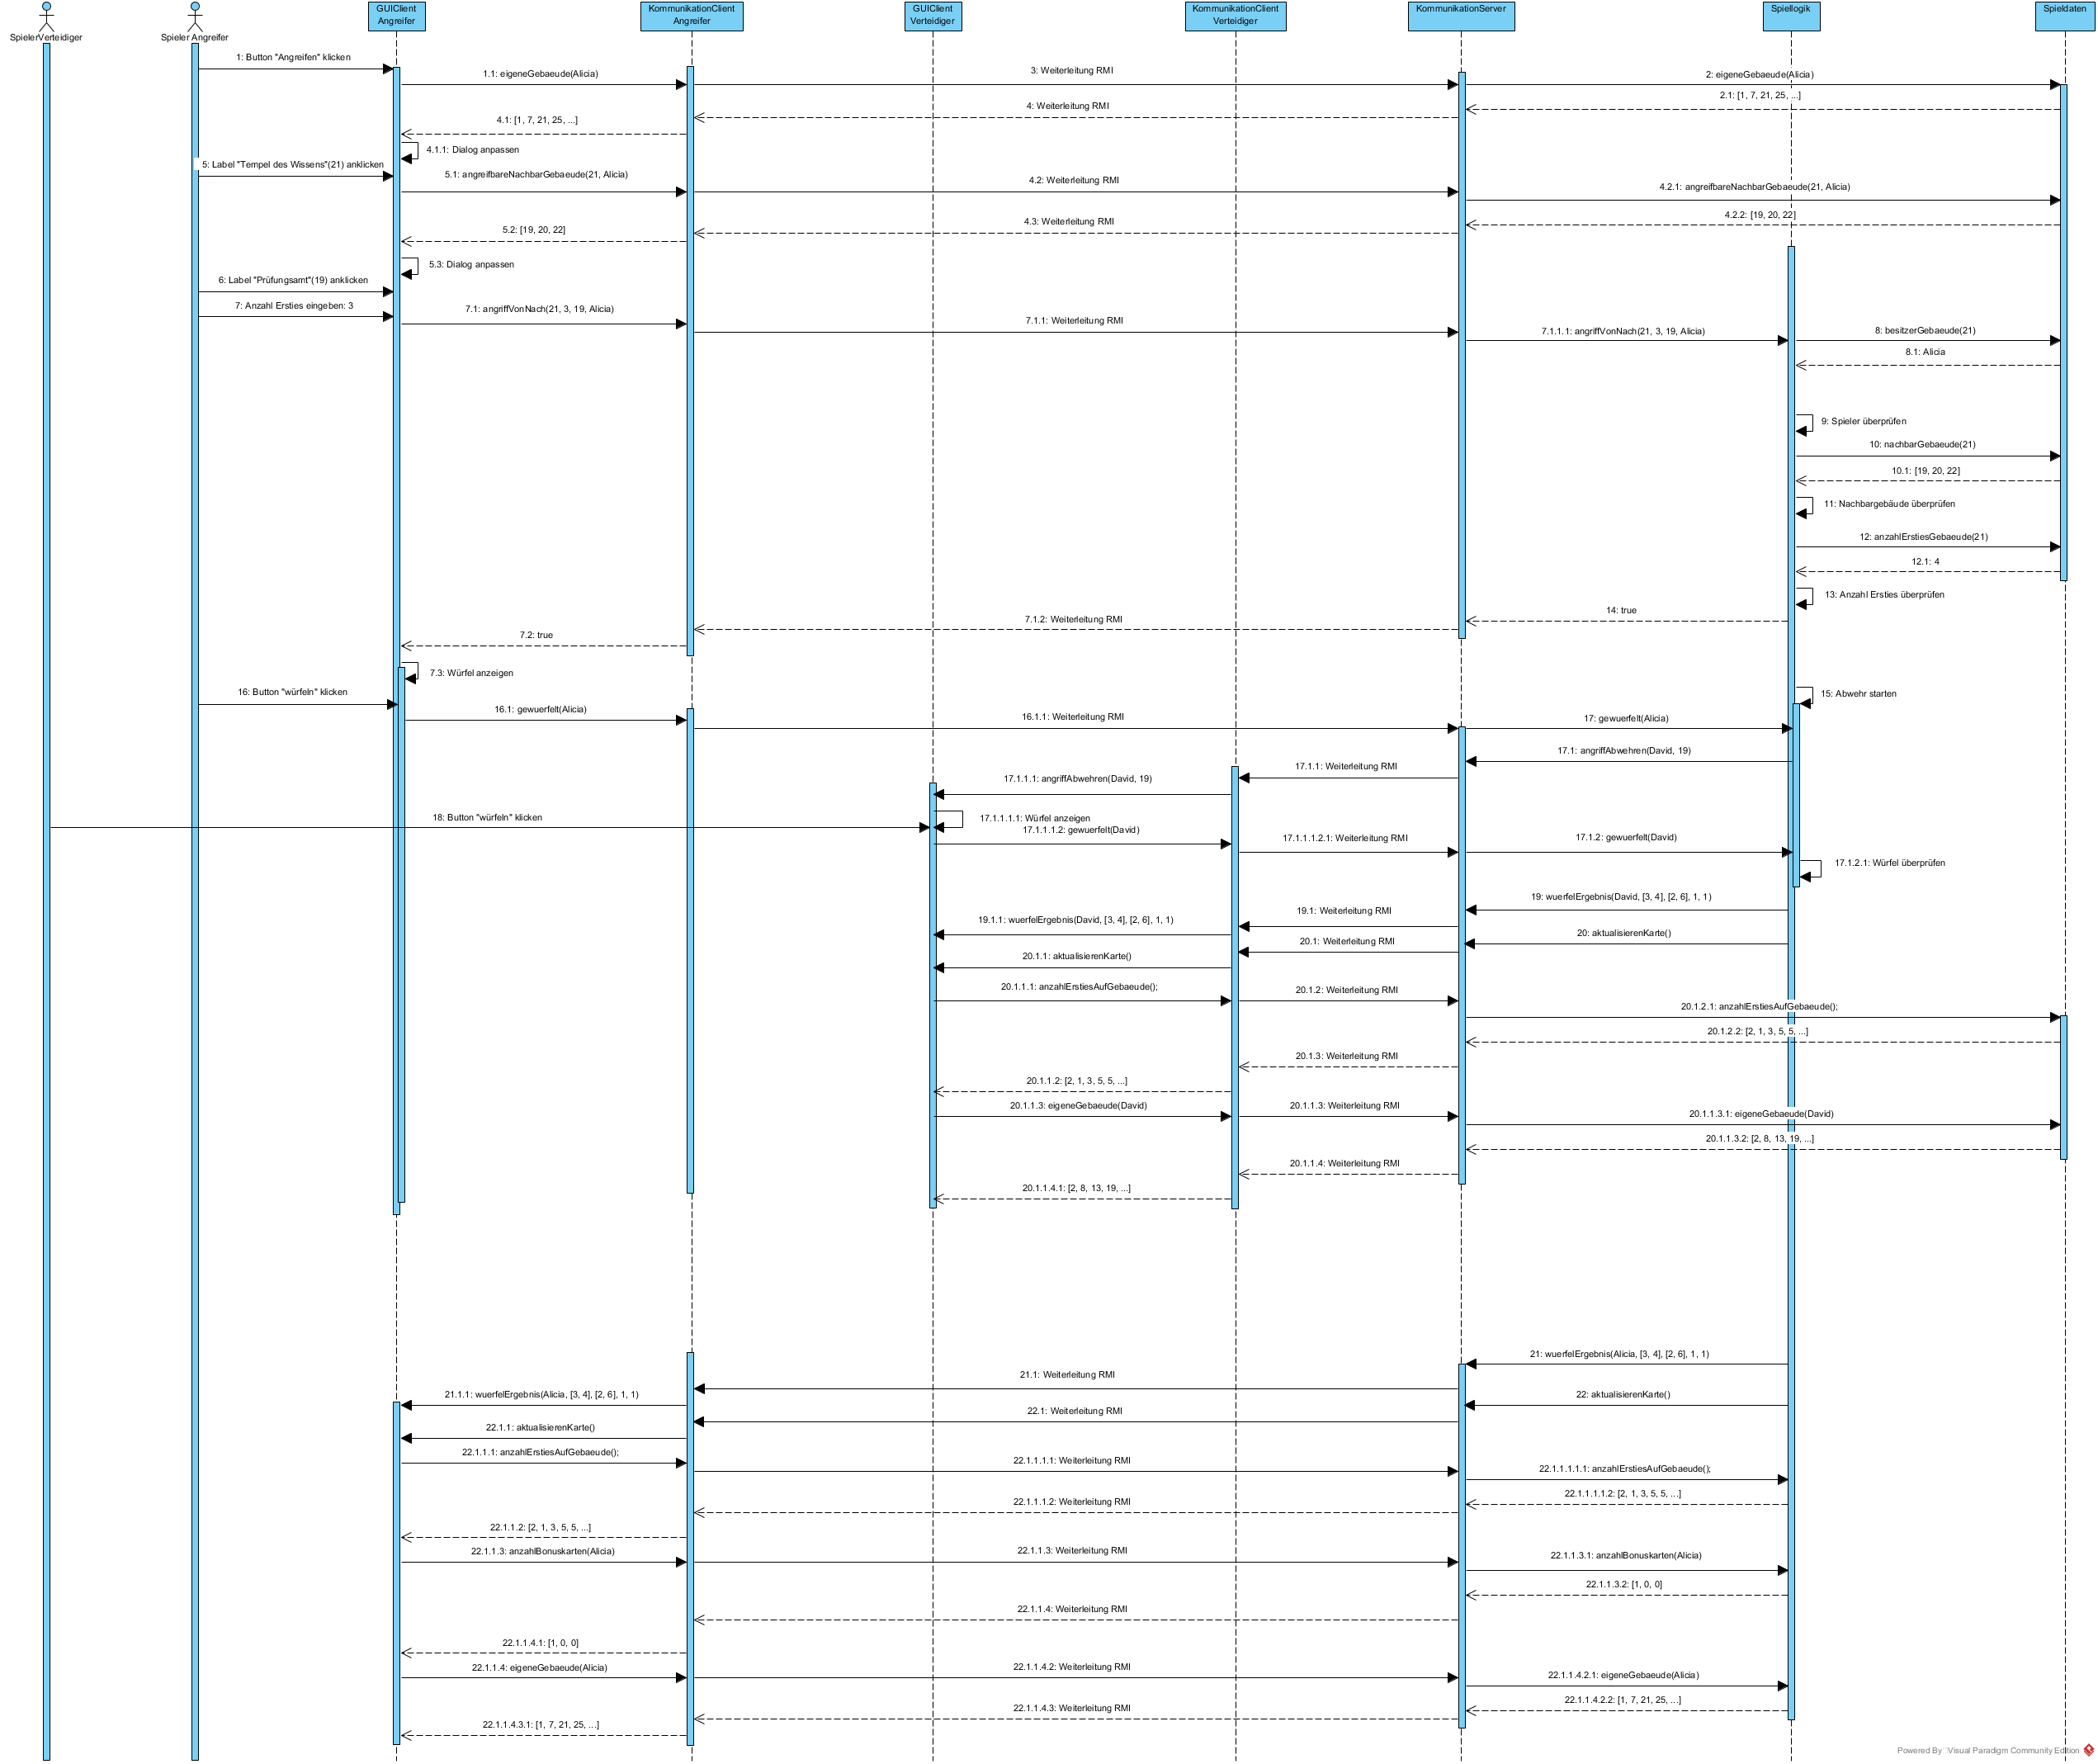 SpielerVerteidiger
Spieler Angreifer
GUIClient
Angreifer
KommunikationClient
Angreifer
GUIClient
Verteidiger
KommunikationClient
Verteidiger
KommunikationServer
Spiellogik
Spieldaten
1: Button "Angreifen" klicken
1.1: eigeneGebaeude(Alicia)
3: Weiterleitung RMI
2: eigeneGebaeude(Alicia)
2.1: [1, 7, 21, 25, ...]
4: Weiterleitung RMI
4.1: [1, 7, 21, 25, ...]
4.1.1: Dialog anpassen
5: Label "Tempel des Wissens"(21) anklicken
5.1: angreifbareNachbarGebaeude(21, Alicia)
4.2: Weiterleitung RMI
4.2.1: angreifbareNachbarGebaeude(21, Alicia)
4.2.2: [19, 20, 22]
4.3: Weiterleitung RMI
5.2: [19, 20, 22]
5.3: Dialog anpassen
6: Label "Prüfungsamt"(19) anklicken
7: Anzahl Ersties eingeben: 3
7.1: angriffVonNach(21, 3, 19, Alicia)
7.1.1: Weiterleitung RMI
7.1.1.1: angriffVonNach(21, 3, 19, Alicia)
8: besitzerGebaeude(21)
8.1: Alicia
9: Spieler überprüfen
10: nachbarGebaeude(21)
10.1: [19, 20, 22]
11: Nachbargebäude überprüfen
12: anzahlErstiesGebaeude(21)
12.1: 4
13: Anzahl Ersties überprüfen
14: true
7.1.2: Weiterleitung RMI
7.2: true
7.3: Würfel anzeigen
16: Button "würfeln" klicken
15: Abwehr starten
16.1: gewuerfelt(Alicia)
16.1.1: Weiterleitung RMI
17: gewuerfelt(Alicia)
17.1: angriffAbwehren(David, 19)
17.1.1: Weiterleitung RMI
17.1.1.1: angriffAbwehren(David, 19)
18: Button "würfeln" klicken
17.1.1.1.1: Würfel anzeigen
17.1.1.1.2: gewuerfelt(David)
17.1.1.1.2.1: Weiterleitung RMI
17.1.2: gewuerfelt(David)
17.1.2.1: Würfel überprüfen
19: wuerfelErgebnis(David, [3, 4], [2, 6], 1, 1)
19.1: Weiterleitung RMI
19.1.1: wuerfelErgebnis(David, [3, 4], [2, 6], 1, 1)
20: aktualisierenKarte()
20.1: Weiterleitung RMI
20.1.1: aktualisierenKarte()
20.1.1.1: anzahlErstiesAufGebaeude();
20.1.2: Weiterleitung RMI
20.1.2.1: anzahlErstiesAufGebaeude();
20.1.2.2: [2, 1, 3, 5, 5, ...]
20.1.3: Weiterleitung RMI
20.1.1.2: [2, 1, 3, 5, 5, ...]
20.1.1.3: eigeneGebaeude(David)
20.1.1.3: Weiterleitung RMI
20.1.1.3.1: eigeneGebaeude(David)
20.1.1.3.2: [2, 8, 13, 19, ...]
20.1.1.4: Weiterleitung RMI
20.1.1.4.1: [2, 8, 13, 19, ...]
21: wuerfelErgebnis(Alicia, [3, 4], [2, 6], 1, 1)
21.1: Weiterleitung RMI
21.1.1: wuerfelErgebnis(Alicia, [3, 4], [2, 6], 1, 1)
22: aktualisierenKarte()
22.1: Weiterleitung RMI
22.1.1: aktualisierenKarte()
22.1.1.1: anzahlErstiesAufGebaeude();
22.1.1.1.1: Weiterleitung RMI
22.1.1.1.1.1: anzahlErstiesAufGebaeude();
22.1.1.1.1.2: [2, 1, 3, 5, 5, ...]
22.1.1.1.2: Weiterleitung RMI
22.1.1.2: [2, 1, 3, 5, 5, ...]
22.1.1.3: anzahlBonuskarten(Alicia)
22.1.1.3: Weiterleitung RMI
22.1.1.3.1: anzahlBonuskarten(Alicia)
22.1.1.3.2: [1, 0, 0]
22.1.1.4: Weiterleitung RMI
22.1.1.4.1: [1, 0, 0]
22.1.1.4: eigeneGebaeude(Alicia)
22.1.1.4.2: Weiterleitung RMI
22.1.1.4.2.1: eigeneGebaeude(Alicia)
22.1.1.4.2.2: [1, 7, 21, 25, ...]
22.1.1.4.3: Weiterleitung RMI
22.1.1.4.3.1: [1, 7, 21, 25, ...]
Powered By Visual Paradigm Community Edition